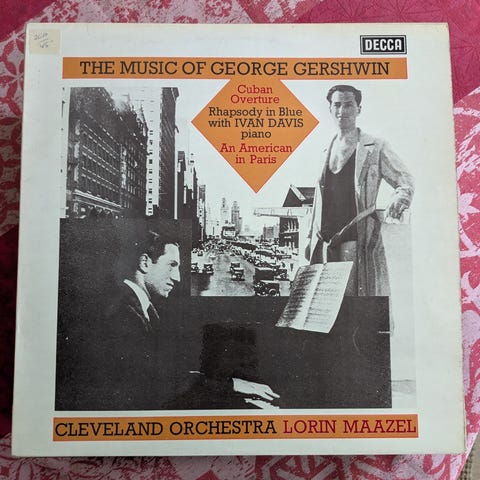 DECCA
THE MUSIC OF GEORGE GERSHWIN
Cuban
Overture
Rhapsody in Blue
with IVAN DAVIS
piano
An American
in Paris
CLEVELAND ORCHESTRA LORIN MAAZEL